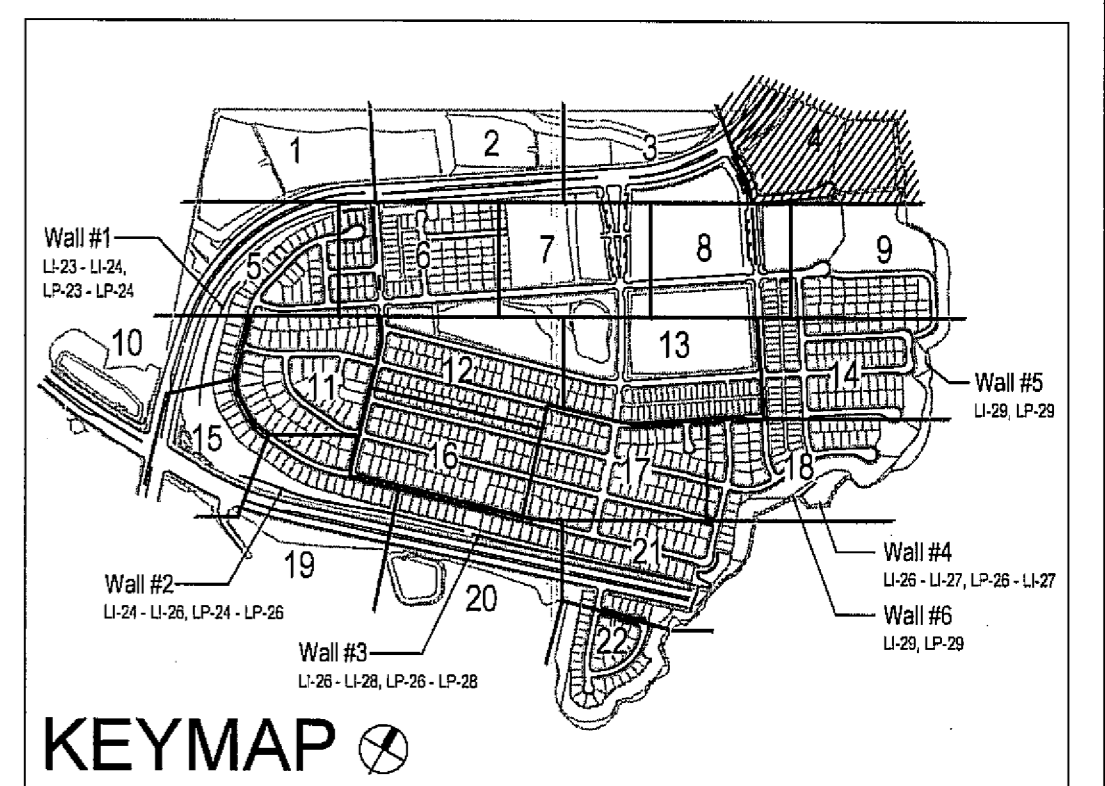 1
2
3
4
Wall #1
LI-23 - LI-24,
LP-23 - LP-24
5
6
7
8
9
10
11
12
13
14
Wall #5
LI-29, LP-29
15
16
17
18
Wall #4
LI-26 - LI-27, LP-26 - LI-27
Wall #2
LI-24 - LI-26, LP-24 - LP-26
19
20
21
Wall #6
LI-29, LP-29
22
Wall #3
LI-26 - LI-28, LP-26 - LP-28
KEYMAP